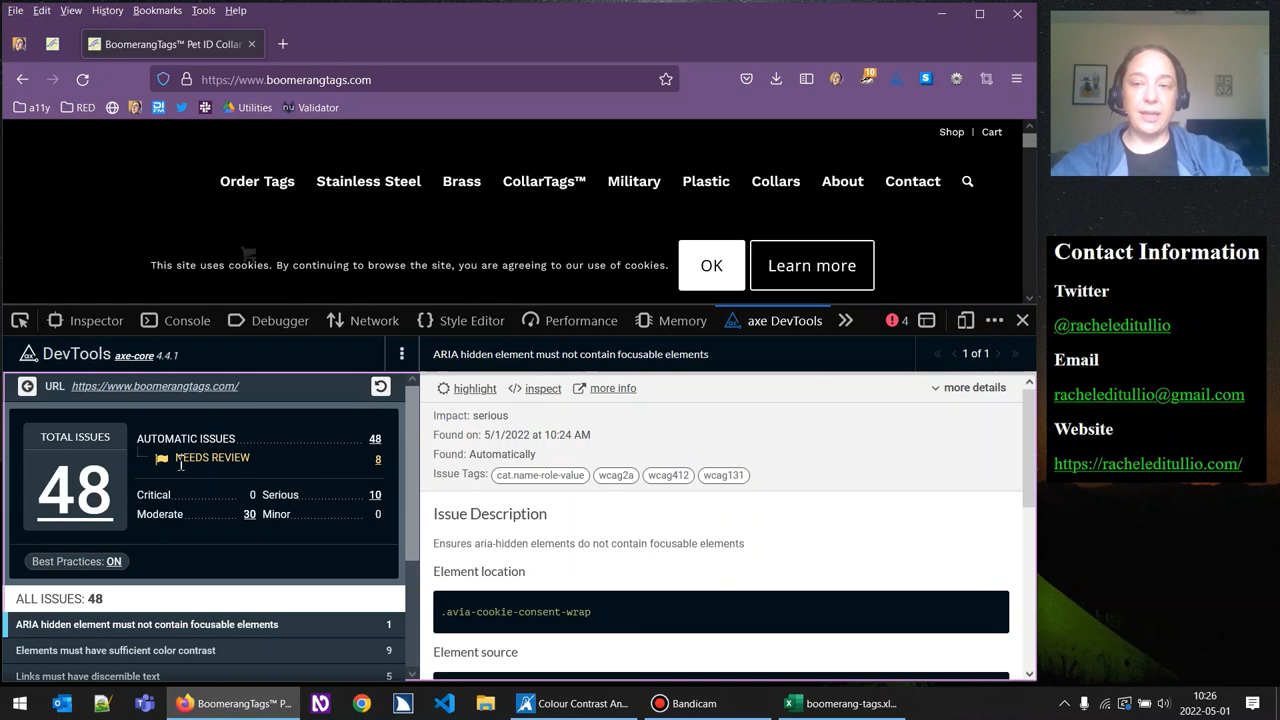 File Edit View History Bookmarks Tools Help
BoomerangTags™ Pet ID Collar
https://www.boomerangtags.com
10
a11y RED Utilities Validator
Shop | Cart
Order Tags Stainless Steel Brass CollarTags™ Military Plastic Collars About Contact
This site uses cookies. By continuing to browse the site, you are agreeing to our use of cookies. OK Learn more
Inspector Console Debugger Network Style Editor Performance Memory axe DevTools 4
DevTools axe-core 4.4.1
ARIA hidden element must not contain focusable elements 1 of 1
URL https://www.boomerangtags.com/
highlight inspect more info more details
TOTAL ISSUES
48
AUTOMATIC ISSUES 48
NEEDS REVIEW 8
Critical 0 Serious 10
Moderate 30 Minor 0
Best Practices: ON
ALL ISSUES: 48
ARIA hidden element must not contain focusable elements 1
Elements must have sufficient color contrast 9
Links must have discernible text 5
Impact: serious
Found on: 5/1/2022 at 10:24 AM
Found: Automatically
Issue Tags: cat.name-role-value wcag2a wcag412 wcag131
Issue Description
Ensures aria-hidden elements do not contain focusable elements
Element location
.avia-cookie-consent-wrap
Element source
Contact Information
Twitter
@racheleditullio
Email
racheleditullio@gmail.com
Website
https://racheleditullio.com/
BoomerangTags™ P... Colour Contrast An... Bandicam boomerang-tags.xl...
10:26
2022-05-01